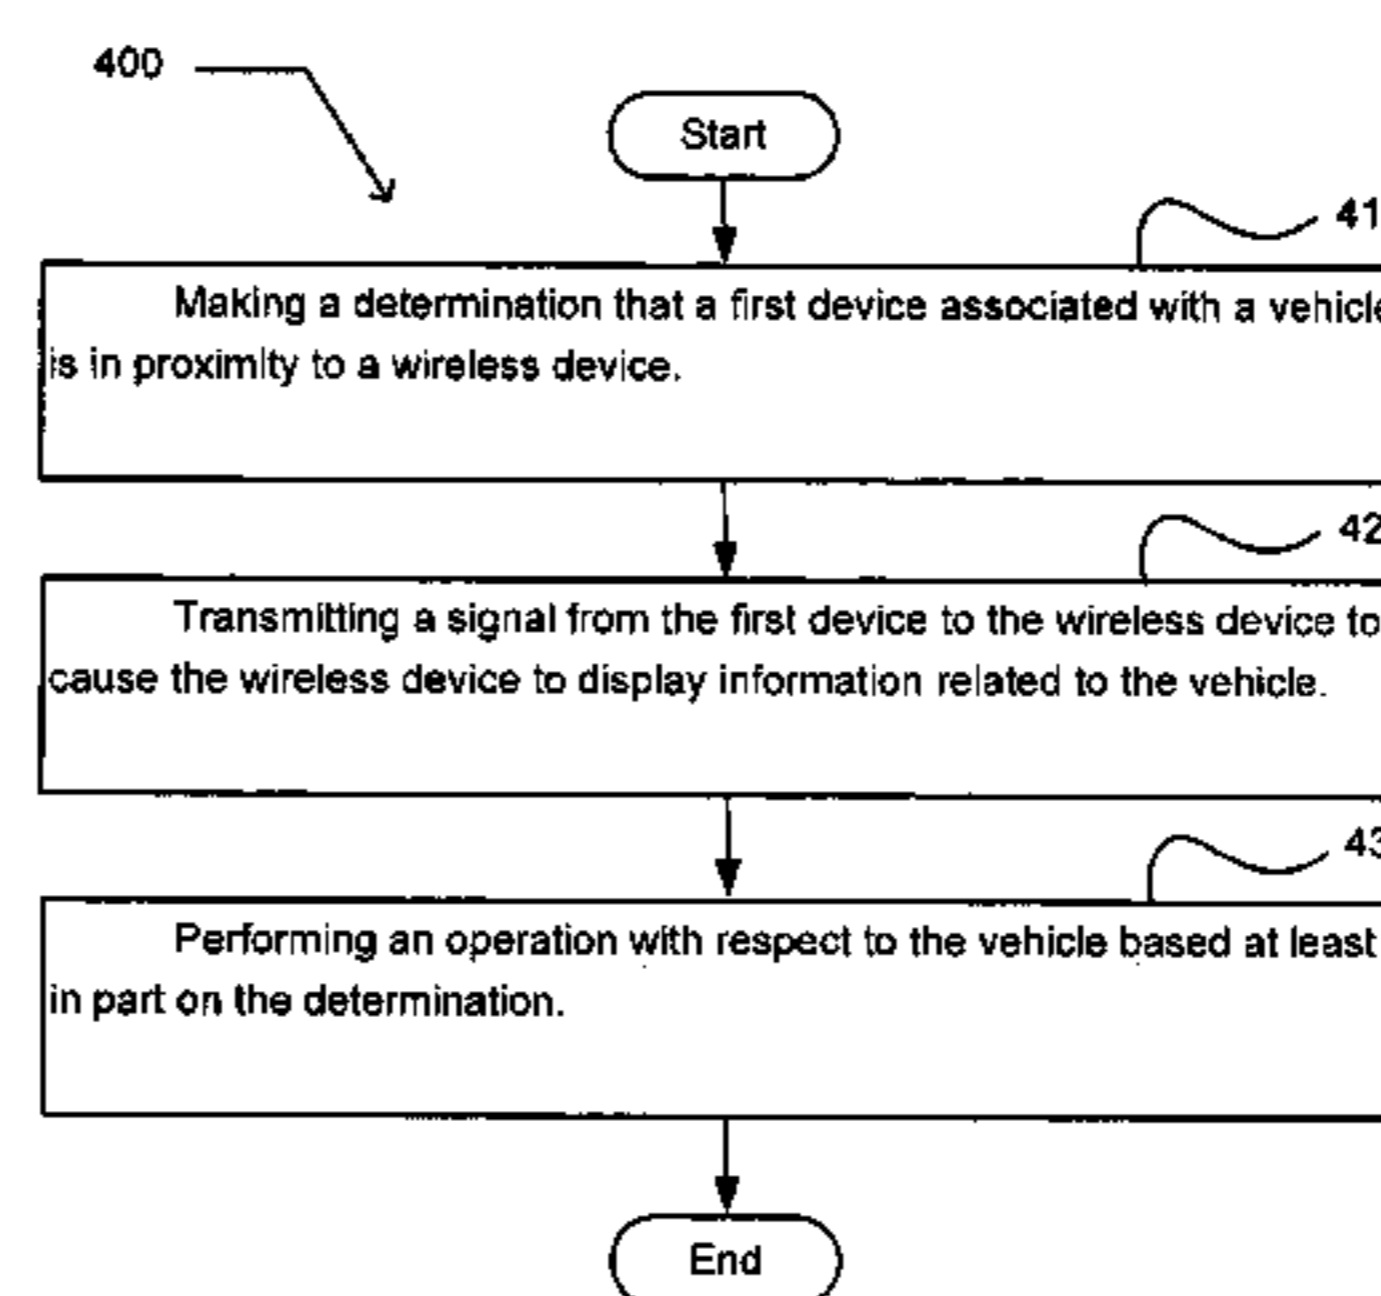 400
Start
41
Making a determination that a first device associated with a vehicle
is in proximity to a wireless device.
42
Transmitting a signal from the first device to the wireless device to
cause the wireless device to display information related to the vehicle.
43
Performing an operation with respect to the vehicle based at least
in part on the determination.
End